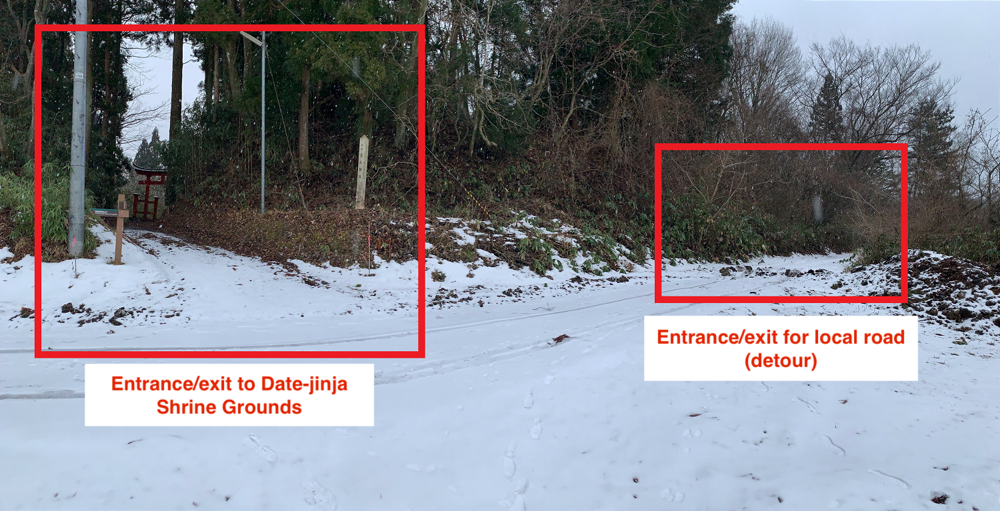 Entrance/exit to Date-jinja
Shrine Grounds
Entrance/exit for local road
(detour)